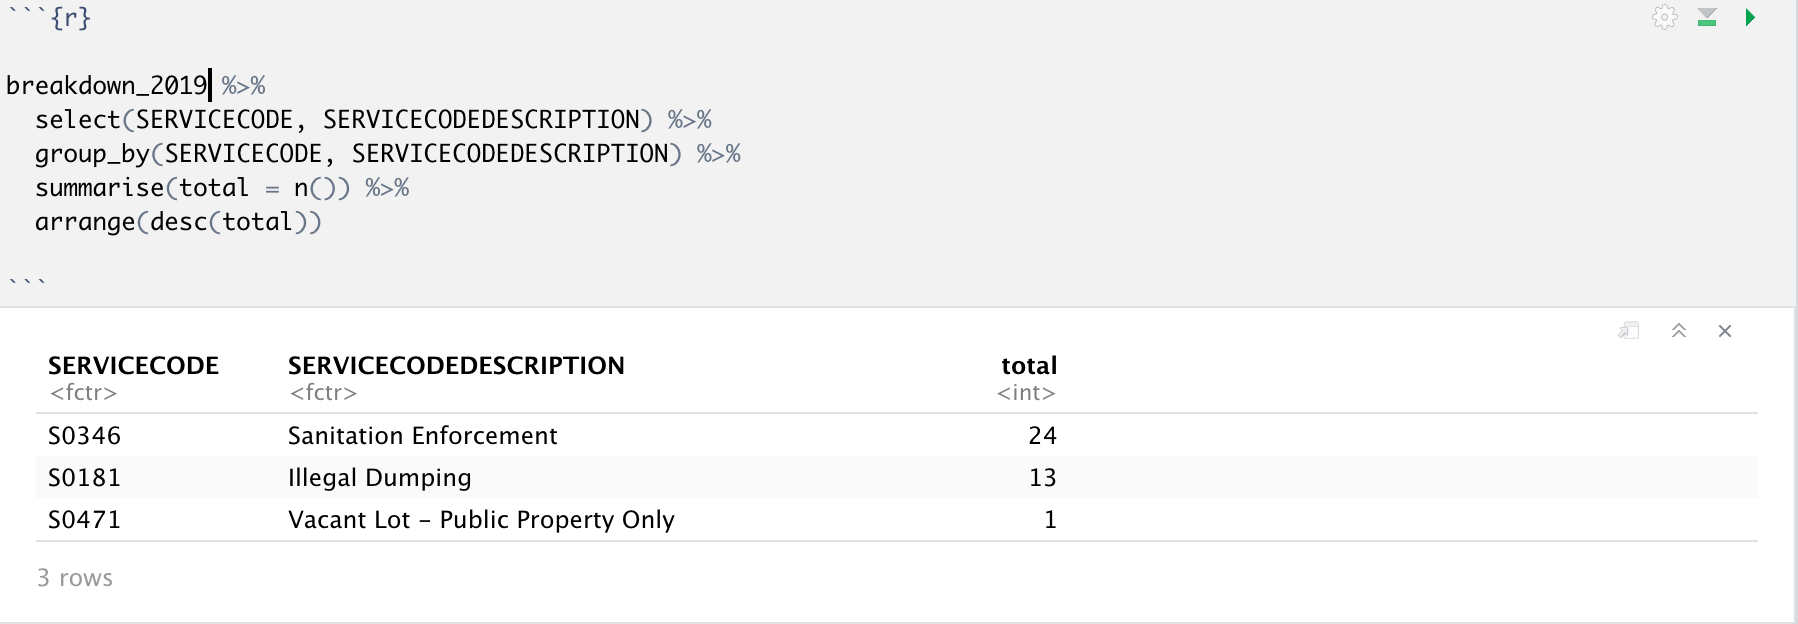 ```{r}
breakdown_2019 %>%
select(SERVICECODE, SERVICECODEDESCRIPTION) %>%
group_by(SERVICECODE, SERVICECODEDESCRIPTION) %>%
summarise(total = n()) %>%
arrange(desc(total))
```
SERVICECODE SERVICECODEDESCRIPTION total
<fctr> <fctr> <int>
S0346 Sanitation Enforcement 24
S0181 Illegal Dumping 13
S0471 Vacant Lot – Public Property Only 1
3 rows